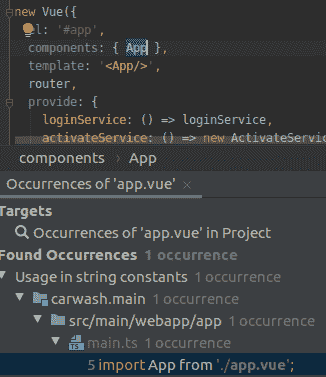 new Vue({
el: '#app',
components: { App },
template: '<App/>',
router,
provide: {
loginService: () => loginService,
activateService: () => new ActivateServic
components › App
Occurrences of 'app.vue' ×
Targets
Occurrences of 'app.vue' in Project
Found Occurrences 1 occurrence
Usage in string constants 1 occurrence
carwash.main 1 occurrence
src/main/webapp/app 1 occurrence
main.ts 1 occurrence
5 import App from './app.vue';